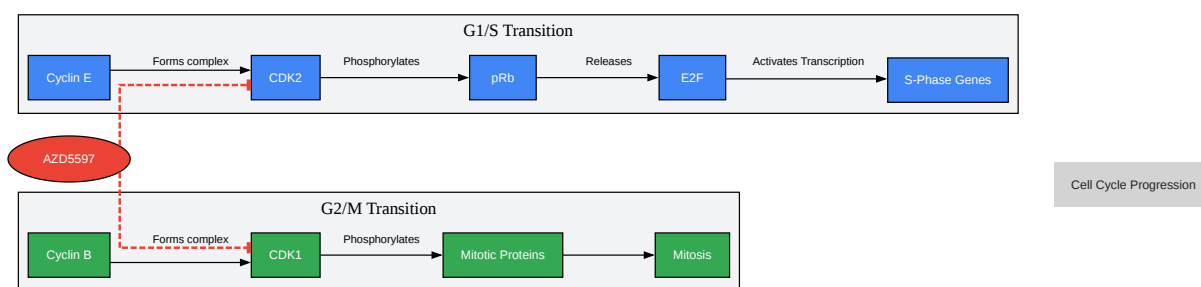 G1/S Transition
Cyclin E
Forms complex
CDK2
Phosphorylates
pRb
Releases
E2F
Activates Transcription
S-Phase Genes
AZD5597
Cell Cycle Progression
G2/M Transition
Cyclin B
Forms complex
CDK1
Phosphorylates
Mitotic Proteins
Mitosis